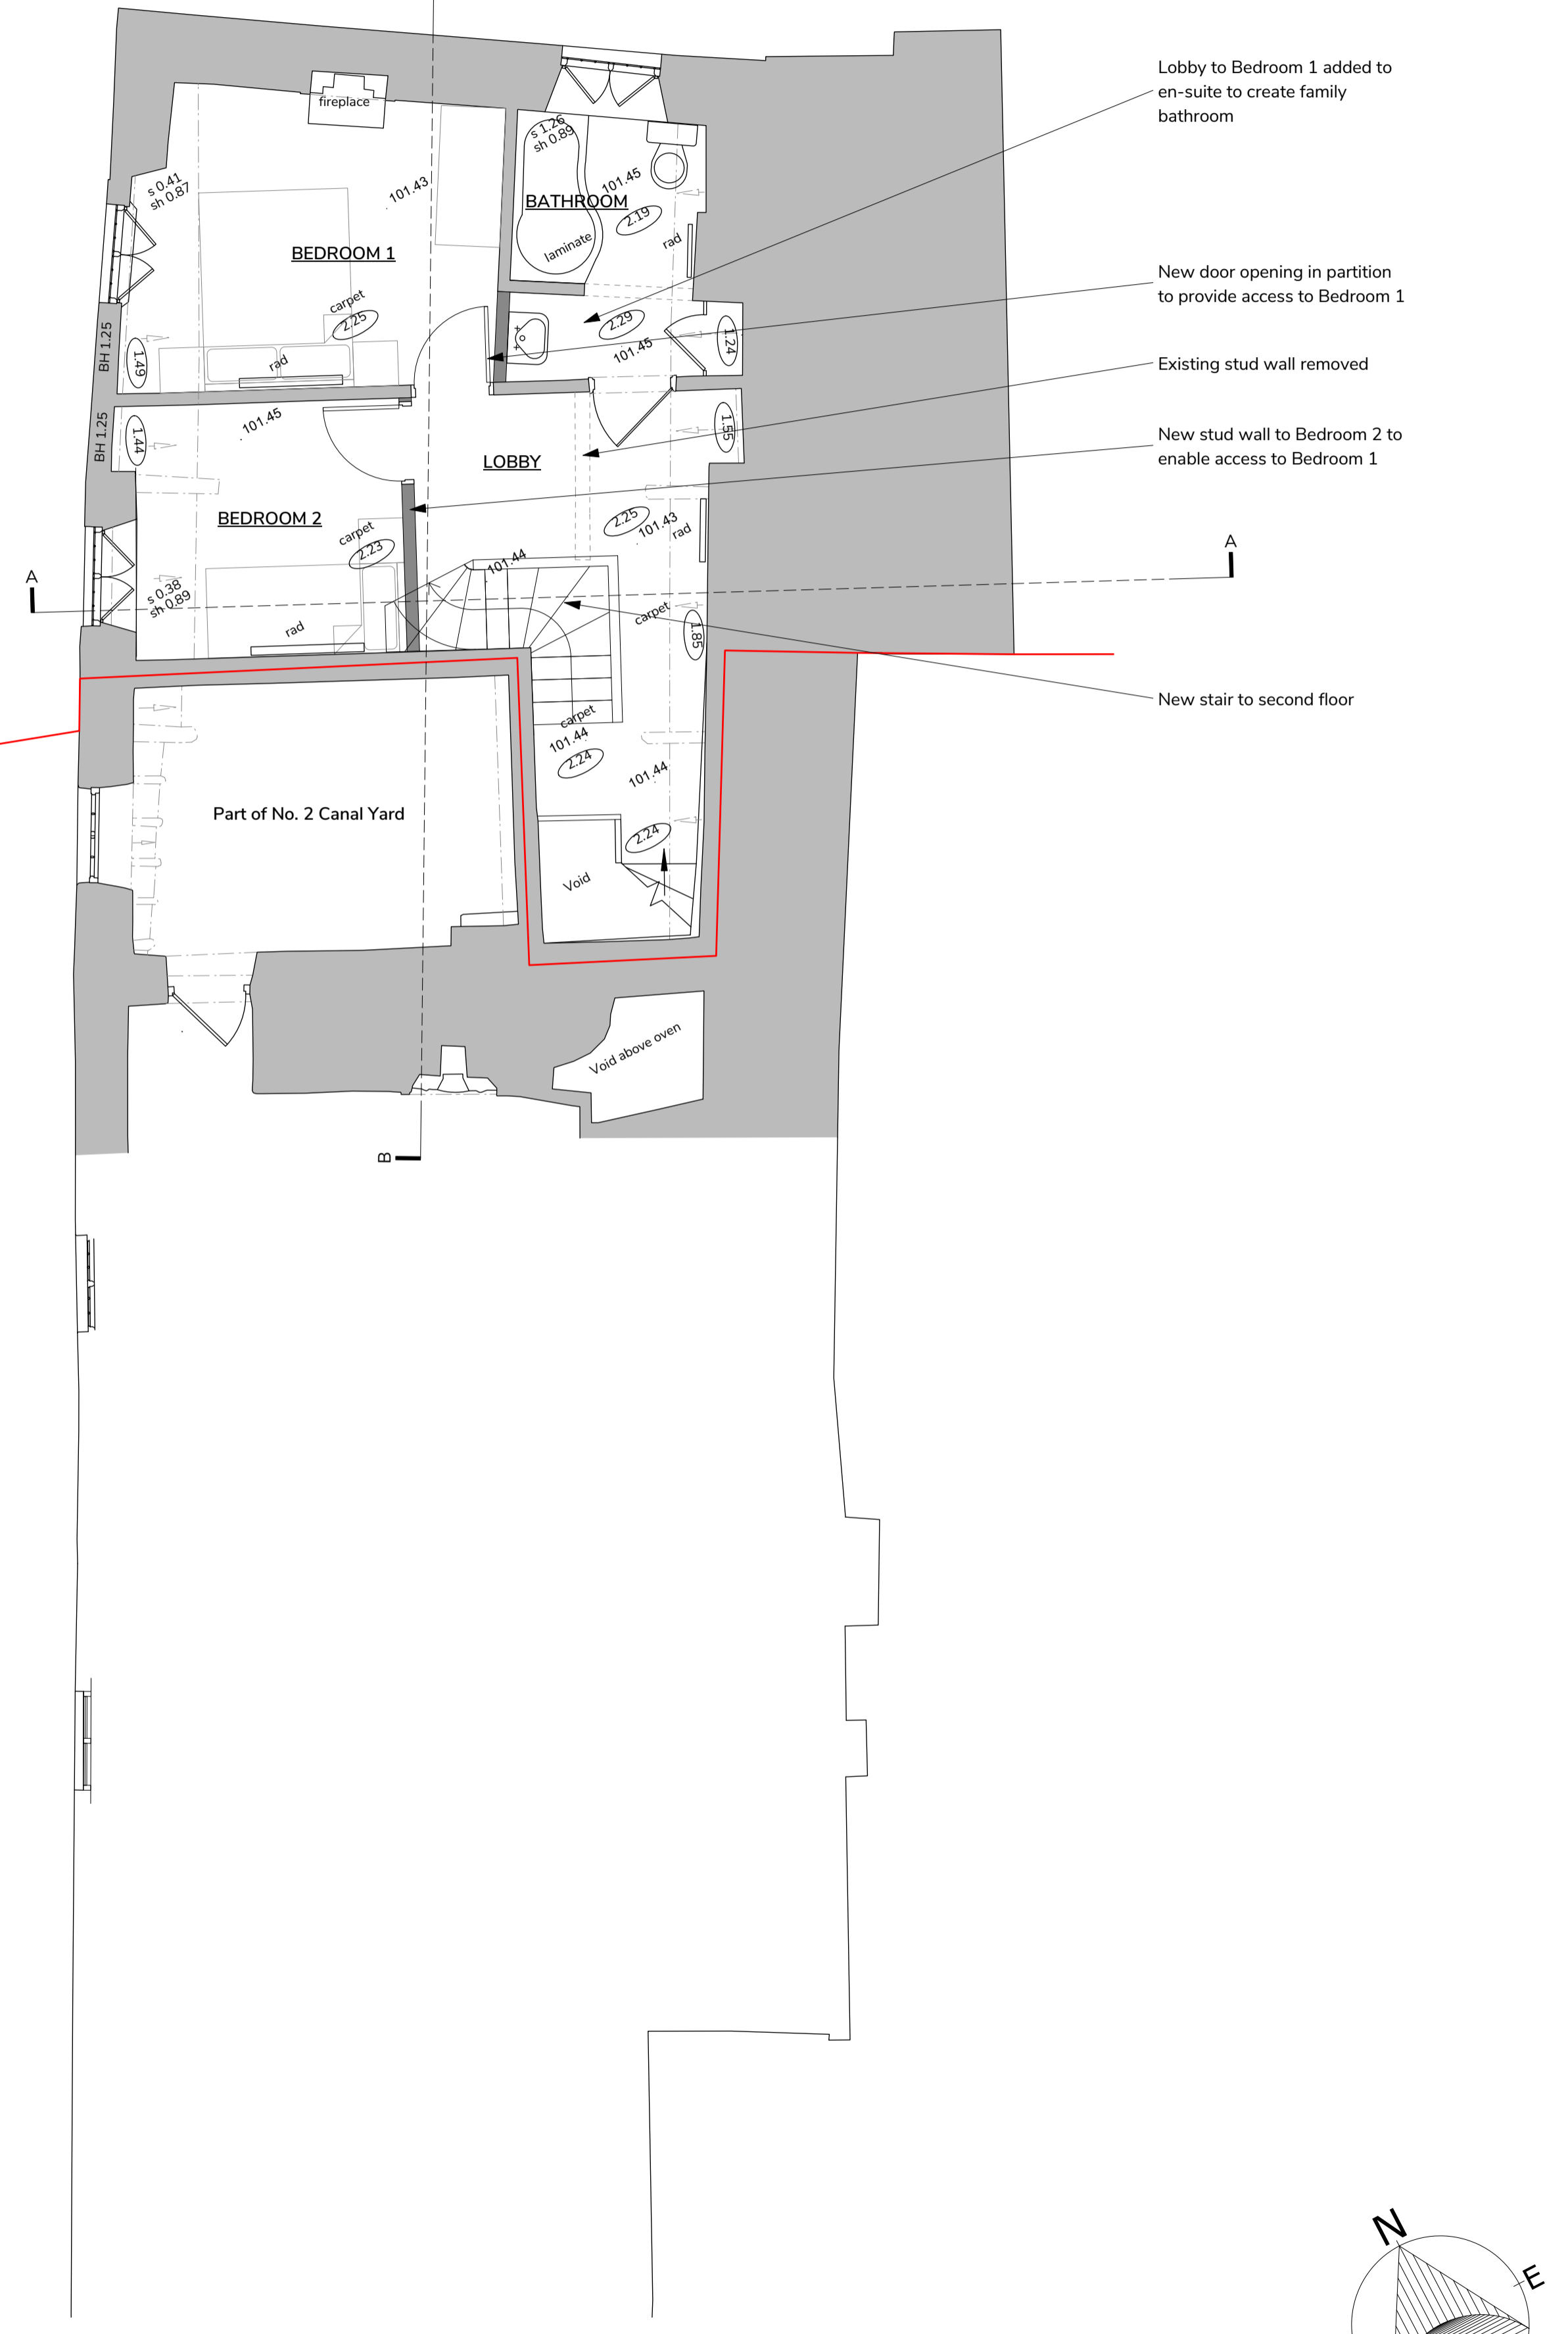 Lobby to Bedroom 1 added to
en-suite to create family
bathroom
New door opening in partition
to provide access to Bedroom 1
Existing stud wall removed
New stud wall to Bedroom 2 to
enable access to Bedroom 1
New stair to second floor
fireplace
s 1.26
sh 0.89
s 0.41
sh 0.87
101.43
101.45
BATHROOM
2.19
laminate
rad
BEDROOM 1
carpet
2.25
2.29
101.45
1.24
BH 1.25
1.49
rad
BH 1.25
1.44
101.45
1.55
LOBBY
BEDROOM 2
carpet
2.23
2.25
101.43
rad
101.44
A
A
s 0.38
sh 0.89
rad
carpet
1.85
carpet
101.44
2.24
101.44
2.24
Part of No. 2 Canal Yard
Void
Void above oven
B
N
E